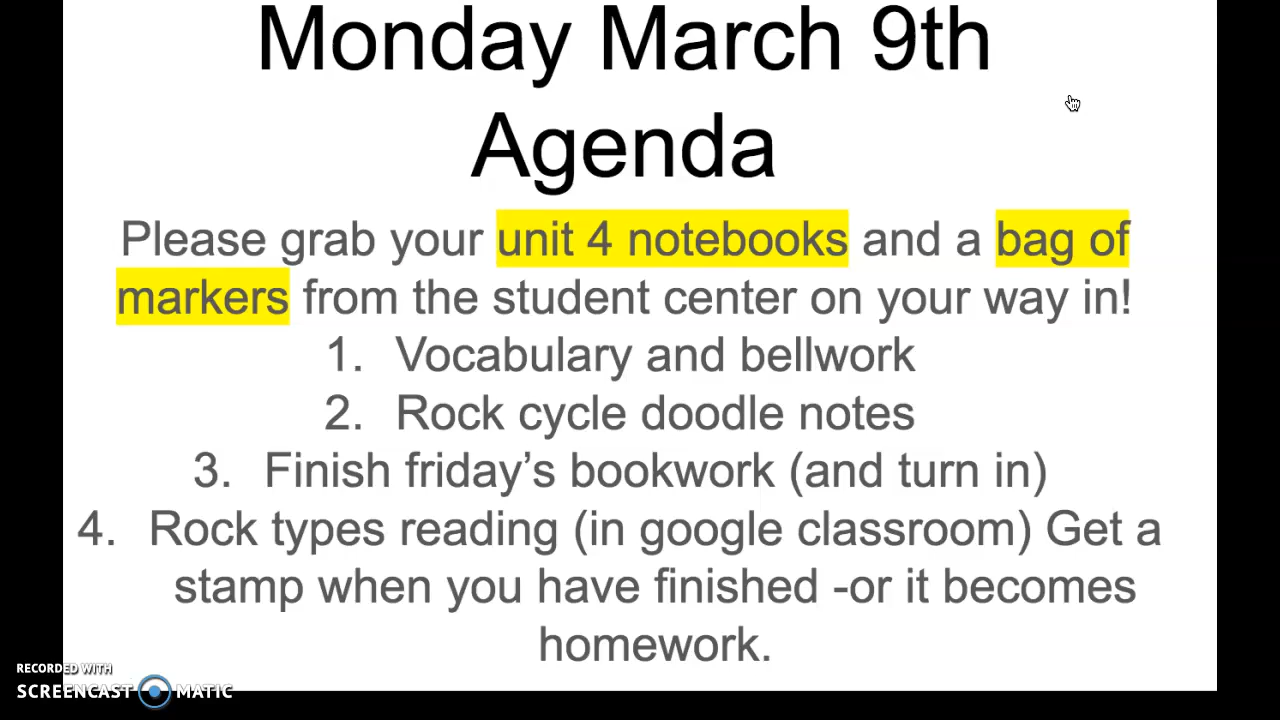 Monday March 9th
Agenda
Please grab your unit 4 notebooks and a bag of
markers from the student center on your way in!
1. Vocabulary and bellwork
2. Rock cycle doodle notes
3. Finish friday’s bookwork (and turn in)
4. Rock types reading (in google classroom) Get a
stamp when you have finished -or it becomes
homework.
RECORDED WITH
SCREENCAST MATIC